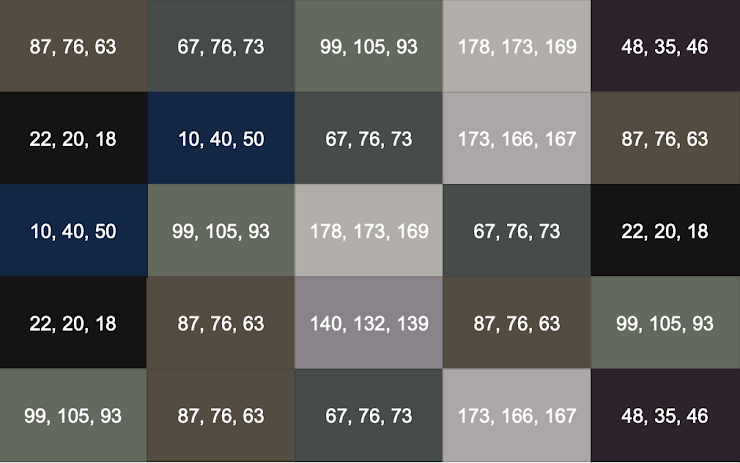 87, 76, 63 67, 76, 73 99, 105, 93 178, 173, 169 48, 35, 46
22, 20, 18 10, 40, 50 67, 76, 73 173, 166, 167 87, 76, 63
10, 40, 50 99, 105, 93 178, 173, 169 67, 76, 73 22, 20, 18
22, 20, 18 87, 76, 63 140, 132, 139 87, 76, 63 99, 105, 93
99, 105, 93 87, 76, 63 67, 76, 73 173, 166, 167 48, 35, 46